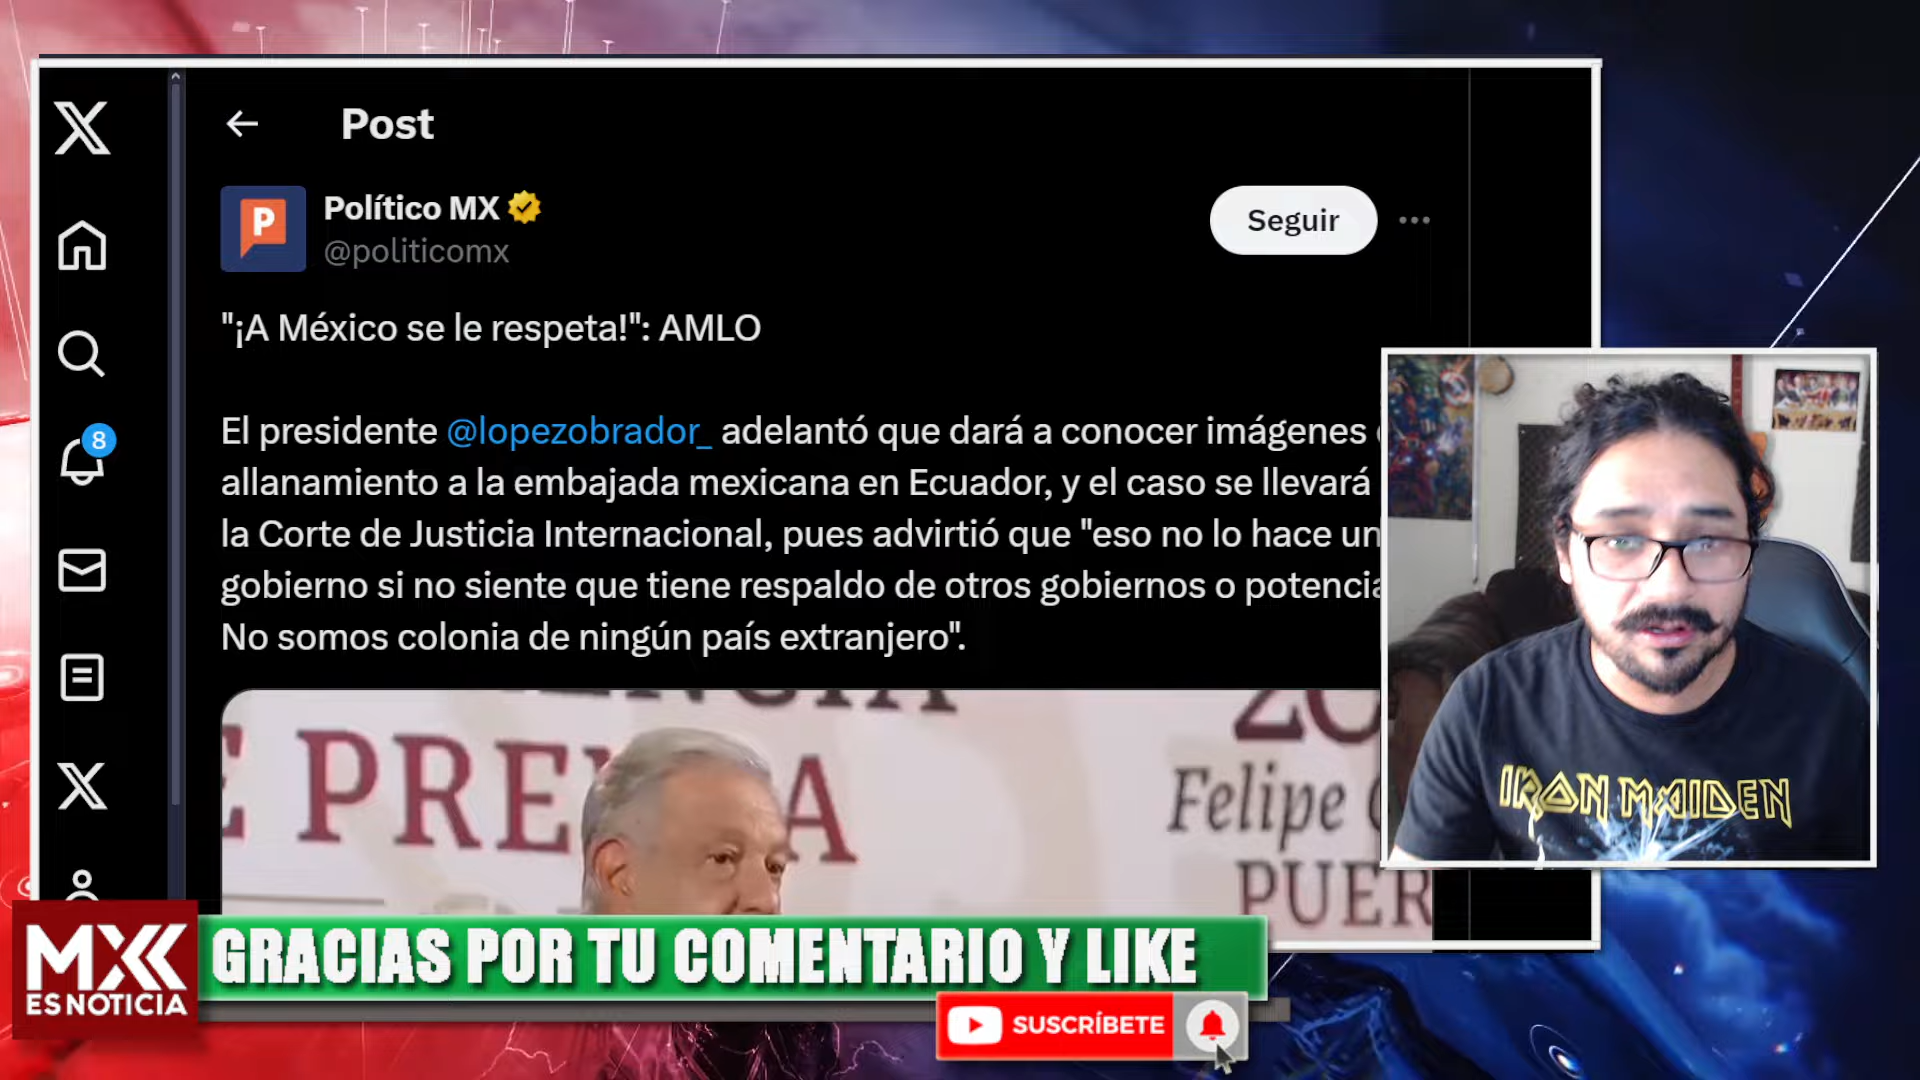 Post
Político MX
@politicomx
Seguir
"¡A México se le respeta!": AMLO
El presidente @lopezobrador_ adelantó que dará a conocer imágenes
allanamiento a la embajada mexicana en Ecuador, y el caso se llevará
la Corte de Justicia Internacional, pues advirtió que "eso no lo hace un
gobierno si no siente que tiene respaldo de otros gobiernos o potencia
No somos colonia de ningún país extranjero".
8
E PRE A
Felipe
PUER
IRON MAIDEN
MX
ES NOTICIA
GRACIAS POR TU COMENTARIO Y LIKE
SUSCRÍBETE